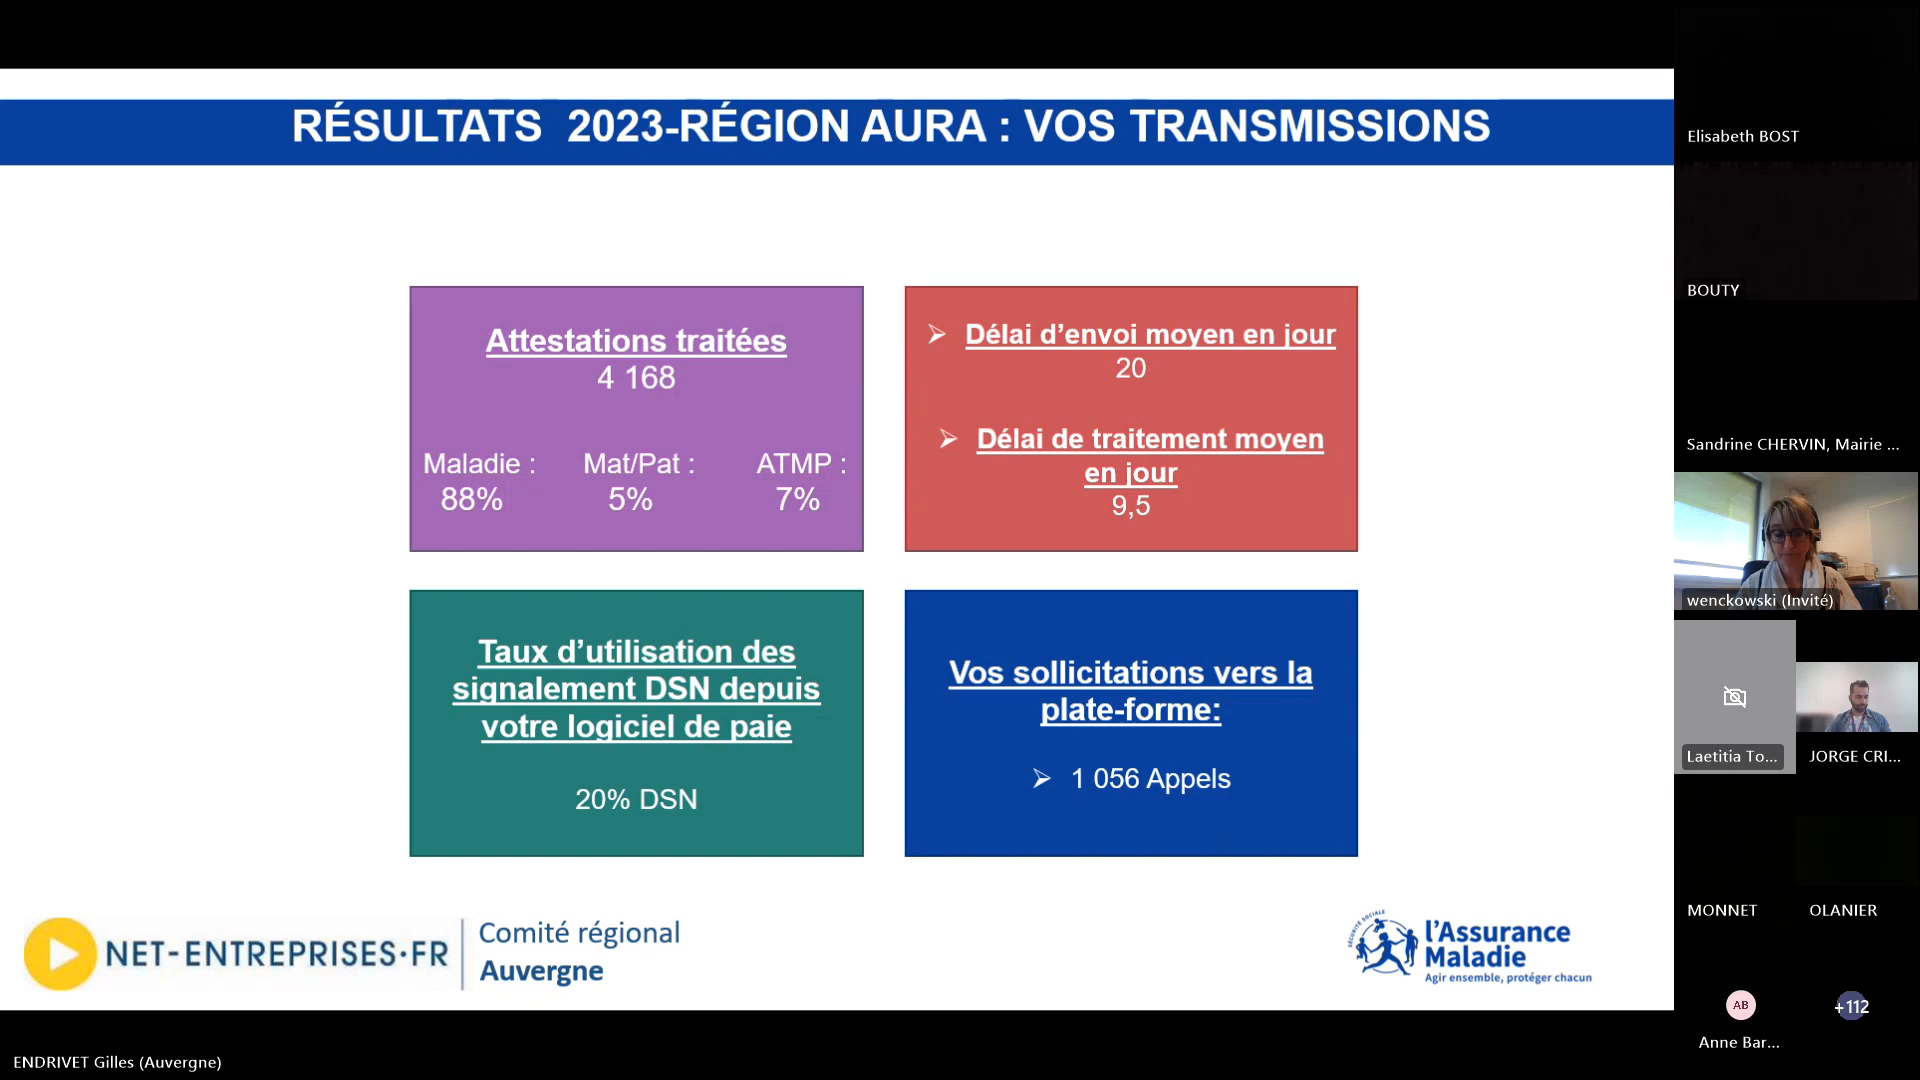 RÉSULTATS 2023-RÉGION AURA : VOS TRANSMISSIONS
Attestations traitées
4 168
Maladie : Mat/Pat : ATMP :
88% 5% 7%
➢ Délai d’envoi moyen en jour
20
➢ Délai de traitement moyen
en jour
9,5
Taux d’utilisation des
signalement DSN depuis
votre logiciel de paie
20% DSN
Vos sollicitations vers la
plate-forme:
➢ 1 056 Appels
NET-ENTREPRISES·FR
Comité régional
Auvergne
SÉCURITÉ SOCIALE
l’Assurance
Maladie
Agir ensemble, protéger chacun
ENDRIVET Gilles (Auvergne)
Elisabeth BOST
BOUTY
Sandrine CHERVIN, Mairie ...
wenckowski (Invité)
Laetitia To...
JORGE CRI...
MONNET
OLANIER
AB
Anne Bar...
+112